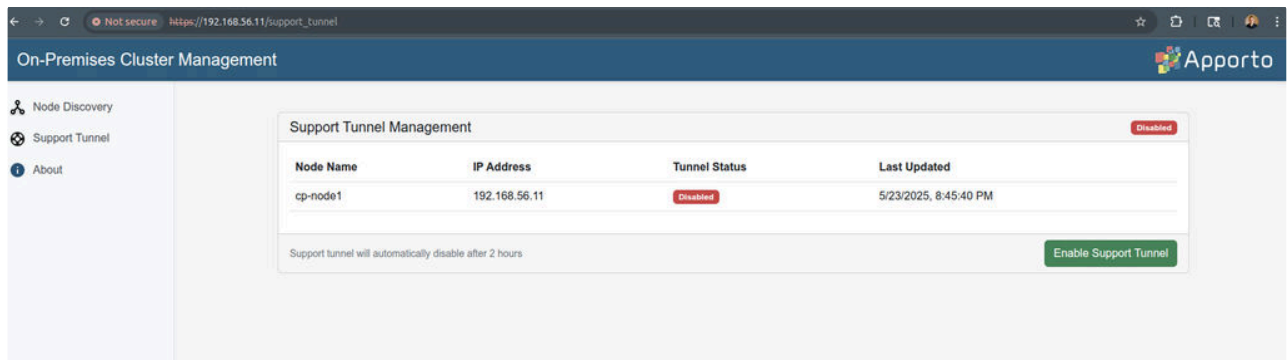 Not secure https://192.168.56.11/support_tunnel
On-Premises Cluster Management
Apporto
Node Discovery
Support Tunnel
About
Support Tunnel Management
Disabled
Node Name IP Address Tunnel Status Last Updated
cp-node1 192.168.56.11 Disabled 5/23/2025, 8:45:40 PM
Support tunnel will automatically disable after 2 hours
Enable Support Tunnel